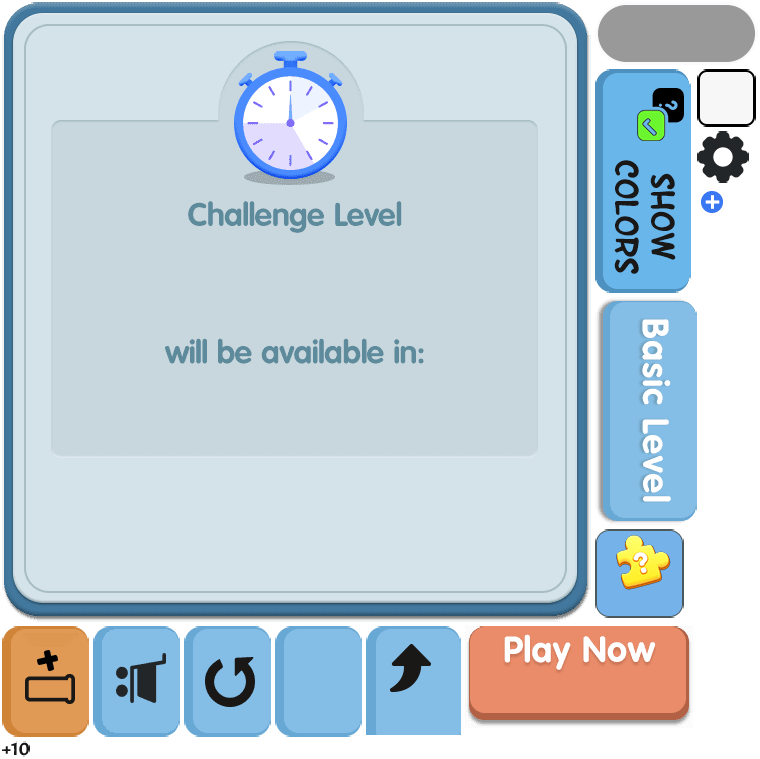 Challenge Level
will be available in:
?
SHOW
COLORS
Basic Level
?
Play Now
+10